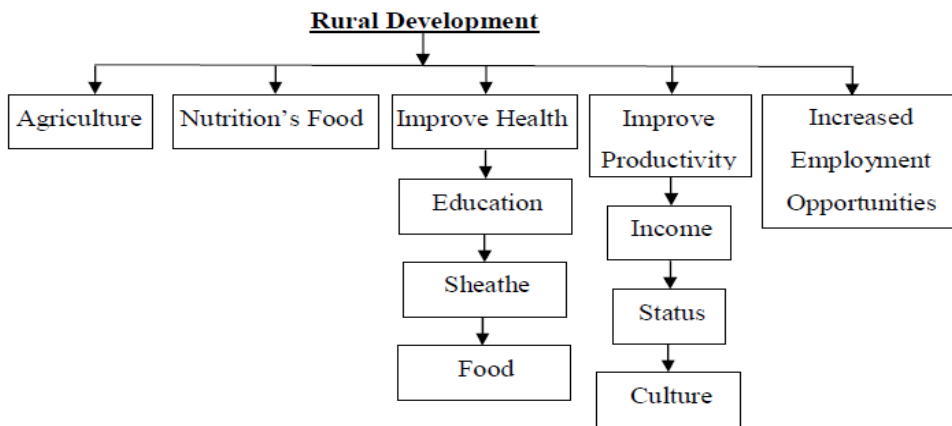 Rural Development
Agriculture
Nutrition's Food
Improve Health
Improve
Productivity
Increased
Employment
Opportunities
Education
Income
Sheathe
Status
Food
Culture